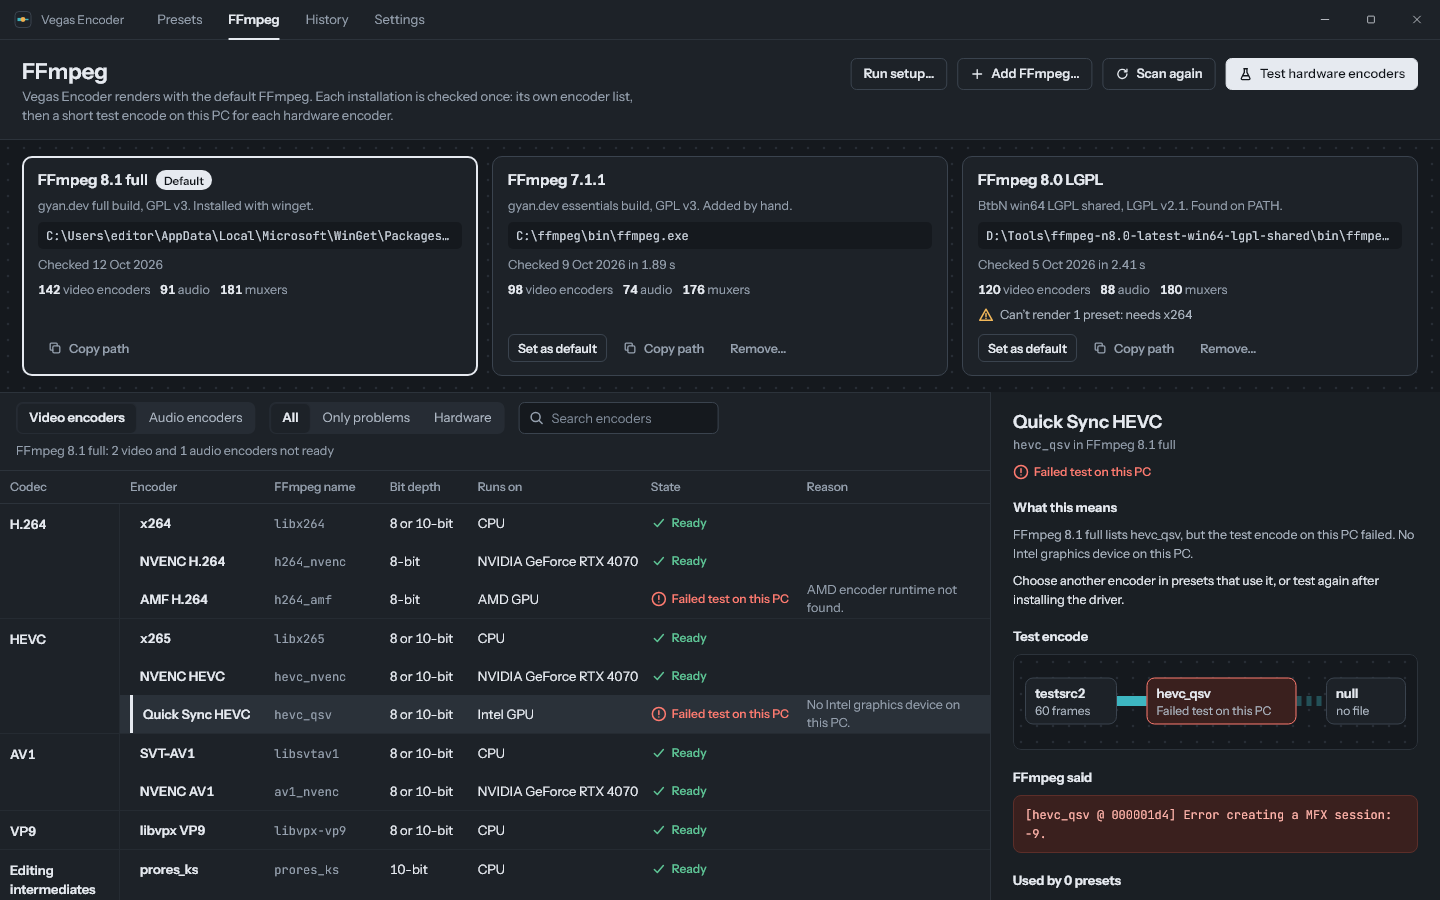 Vegas Encoder
Presets
FFmpeg
History
Settings
FFmpeg
Vegas Encoder renders with the default FFmpeg. Each installation is checked once: its own encoder list,
then a short test encode on this PC for each hardware encoder.
Run setup...
Add FFmpeg...
Scan again
Test hardware encoders
FFmpeg 8.1 full Default
gyan.dev full build, GPL v3. Installed with winget.
C:\Users\editor\AppData\Local\Microsoft\WinGet\Packages…
Checked 12 Oct 2026
142 video encoders 91 audio 181 muxers
Copy path
FFmpeg 7.1.1
gyan.dev essentials build, GPL v3. Added by hand.
C:\ffmpeg\bin\ffmpeg.exe
Checked 9 Oct 2026 in 1.89 s
98 video encoders 74 audio 176 muxers
Set as default Copy path Remove...
FFmpeg 8.0 LGPL
BtbN win64 LGPL shared, LGPL v2.1. Found on PATH.
D:\Tools\ffmpeg-n8.0-latest-win64-lgpl-shared\bin\ffmpe…
Checked 5 Oct 2026 in 2.41 s
120 video encoders 88 audio 180 muxers
Can't render 1 preset: needs x264
Set as default Copy path Remove...
Video encoders Audio encoders All Only problems Hardware Search encoders
FFmpeg 8.1 full: 2 video and 1 audio encoders not ready
Codec Encoder FFmpeg name Bit depth Runs on State Reason
H.264 x264 libx264 8 or 10-bit CPU Ready
NVENC H.264 h264_nvenc 8-bit NVIDIA GeForce RTX 4070 Ready
AMF H.264 h264_amf 8-bit AMD GPU Failed test on this PC AMD encoder runtime not
found.
HEVC x265 libx265 8 or 10-bit CPU Ready
NVENC HEVC hevc_nvenc 8 or 10-bit NVIDIA GeForce RTX 4070 Ready
Quick Sync HEVC hevc_qsv 8 or 10-bit Intel GPU Failed test on this PC No Intel graphics device on
this PC.
AV1 SVT-AV1 libsvtav1 8 or 10-bit CPU Ready
NVENC AV1 av1_nvenc 8 or 10-bit NVIDIA GeForce RTX 4070 Ready
VP9 libvpx VP9 libvpx-vp9 8 or 10-bit CPU Ready
Editing prores_ks prores_ks 10-bit CPU Ready
intermediates
Quick Sync HEVC
hevc_qsv in FFmpeg 8.1 full
Failed test on this PC
What this means
FFmpeg 8.1 full lists hevc_qsv, but the test encode on this PC failed. No
Intel graphics device on this PC.
Choose another encoder in presets that use it, or test again after
installing the driver.
Test encode
testsrc2 hevc_qsv null
60 frames Failed test on this PC no file
FFmpeg said
[hevc_qsv @ 000001d4] Error creating a MFX session:
-9.
Used by 0 presets